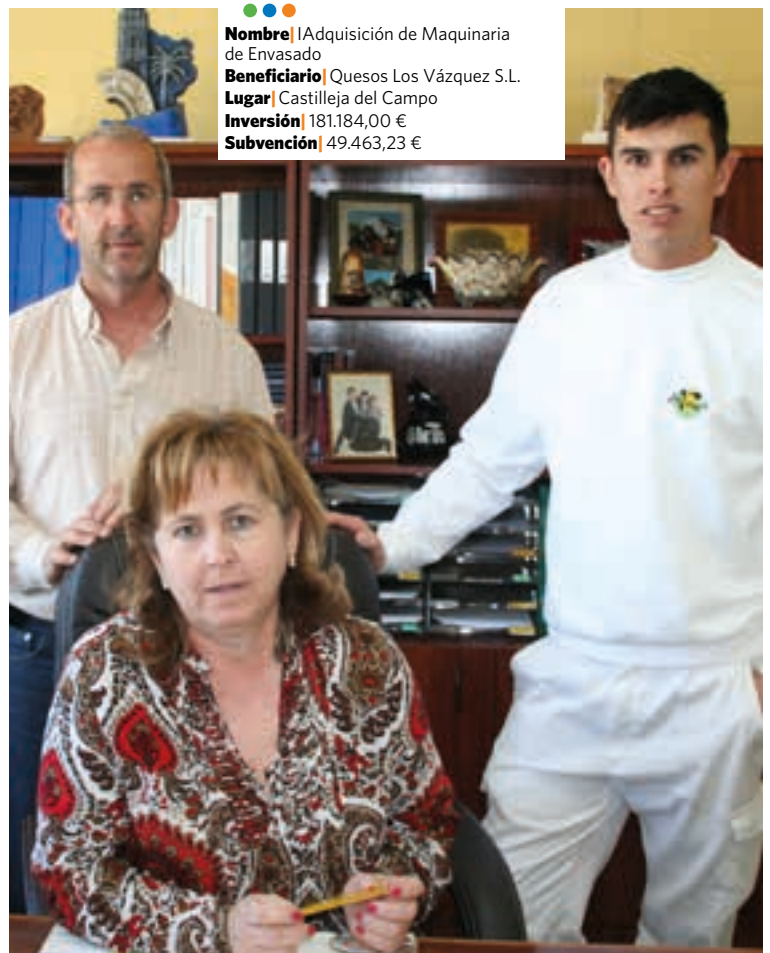 Nombre| IAdquisición de Maquinaria
de Envasado
Beneficiario| Quesos Los Vázquez S.L.
Lugar| Castilleja del Campo
Inversión| 181.184,00 €
Subvención| 49.463,23 €